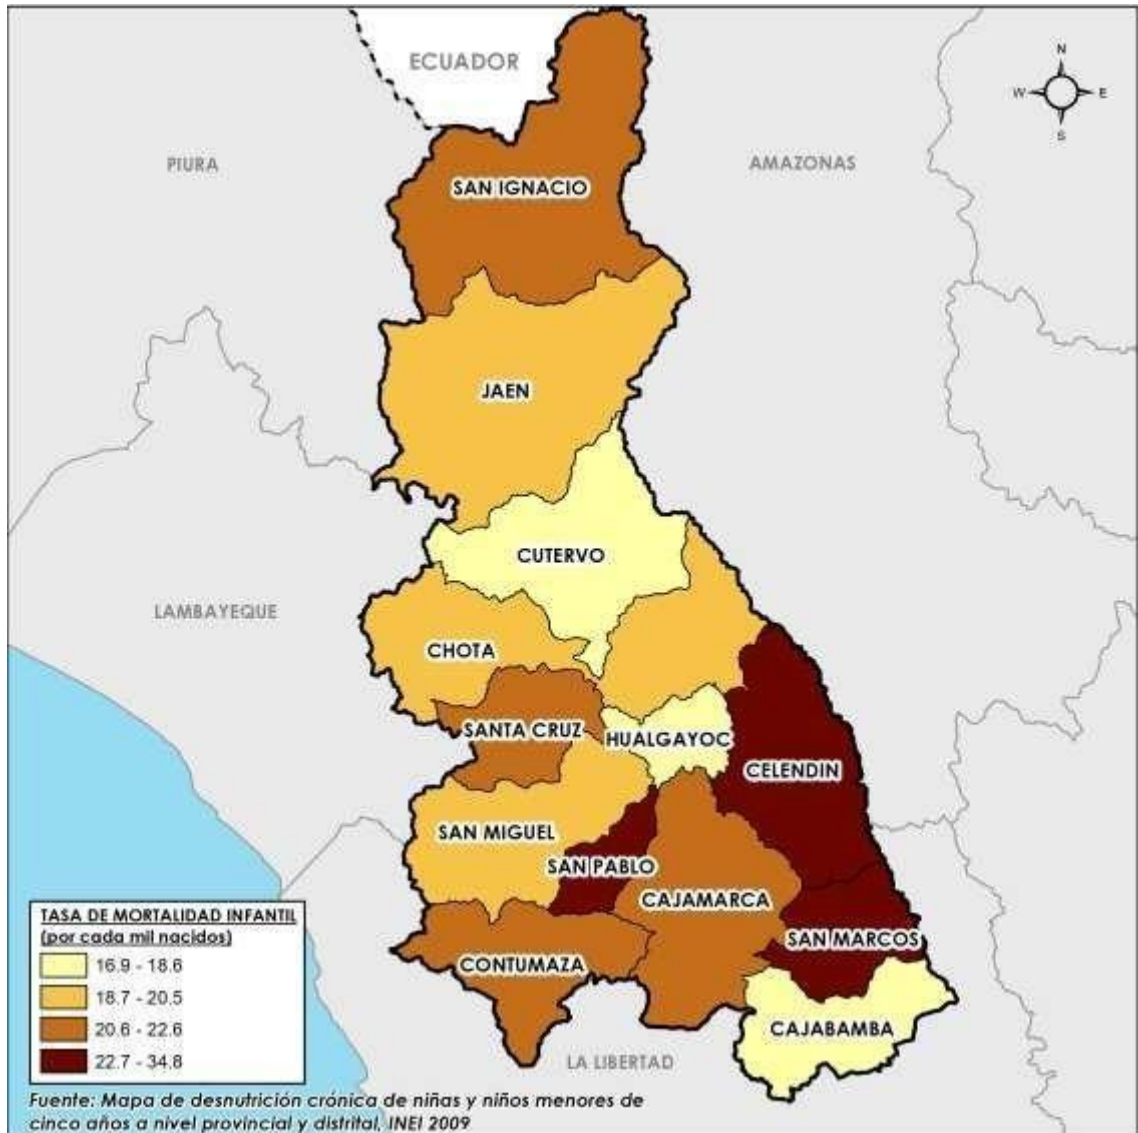 ECUADOR
N
W E
S
PIURA
AMAZONAS
SAN IGNACIO
JAEN
CUTERVO
LAMBAYEQUE
CHOTA
SANTA CRUZ
HUALGAYOC
CELENDIN
SAN MIGUEL
SAN PABLO
CAJAMARCA
SAN MARCOS
CONTUMAZA
CAJABAMBA
LA LIBERTAD
TASA DE MORTALIDAD INFANTIL
(por cada mil nacidos)
16.9 - 18.6
18.7 - 20.5
20.6 - 22.6
22.7 - 34.8
Fuente: Mapa de desnutrición crónica de niñas y niños menores de
cinco años a nivel provincial y distrital, INEI 2009